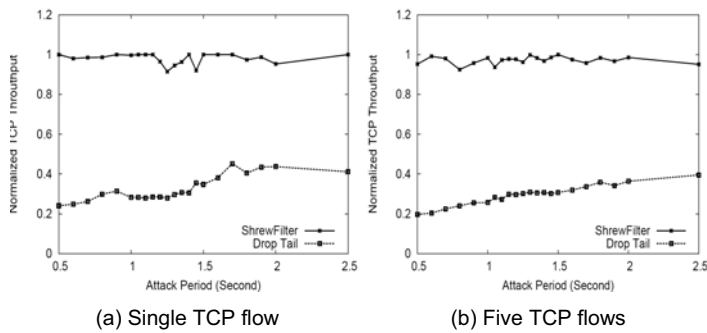 1.2
1
0.8
0.6
0.4
0.2
0
Normalized TCP Throuthput
ShrewFilter
Drop Tail
0.5 1 1.5 2 2.5
Attack Period (Second)
(a) Single TCP flow
1.2
1
0.8
0.6
0.4
0.2
0
Normalized TCP Throuthput
ShrewFilter
Drop Tail
0.5 1 1.5 2 2.5
Attack Period (Second)
(b) Five TCP flows